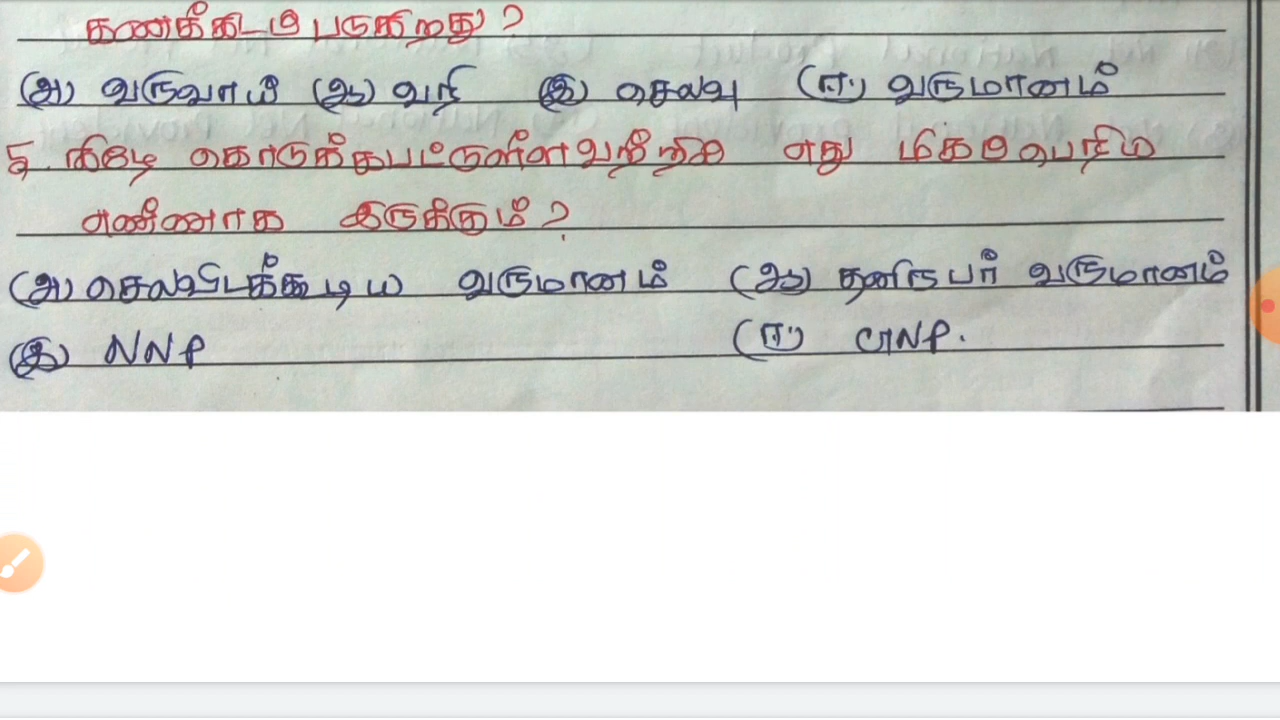 கணக்கிடப்படுகிறது?
(அ) வருவாய் (ஆ) வரி (இ) செலவு (ஈ) வருமானம்
5. கீழே கொடுக்கப்பட்டுள்ளவற்றில் எது மிகப்பெரிய
எண்ணாக இருக்கும்?
(அ) செலவிடக்கூடிய வருமானம் (ஆ) தனிநபர் வருமானம்
(இ) NNP (ஈ) GNP.